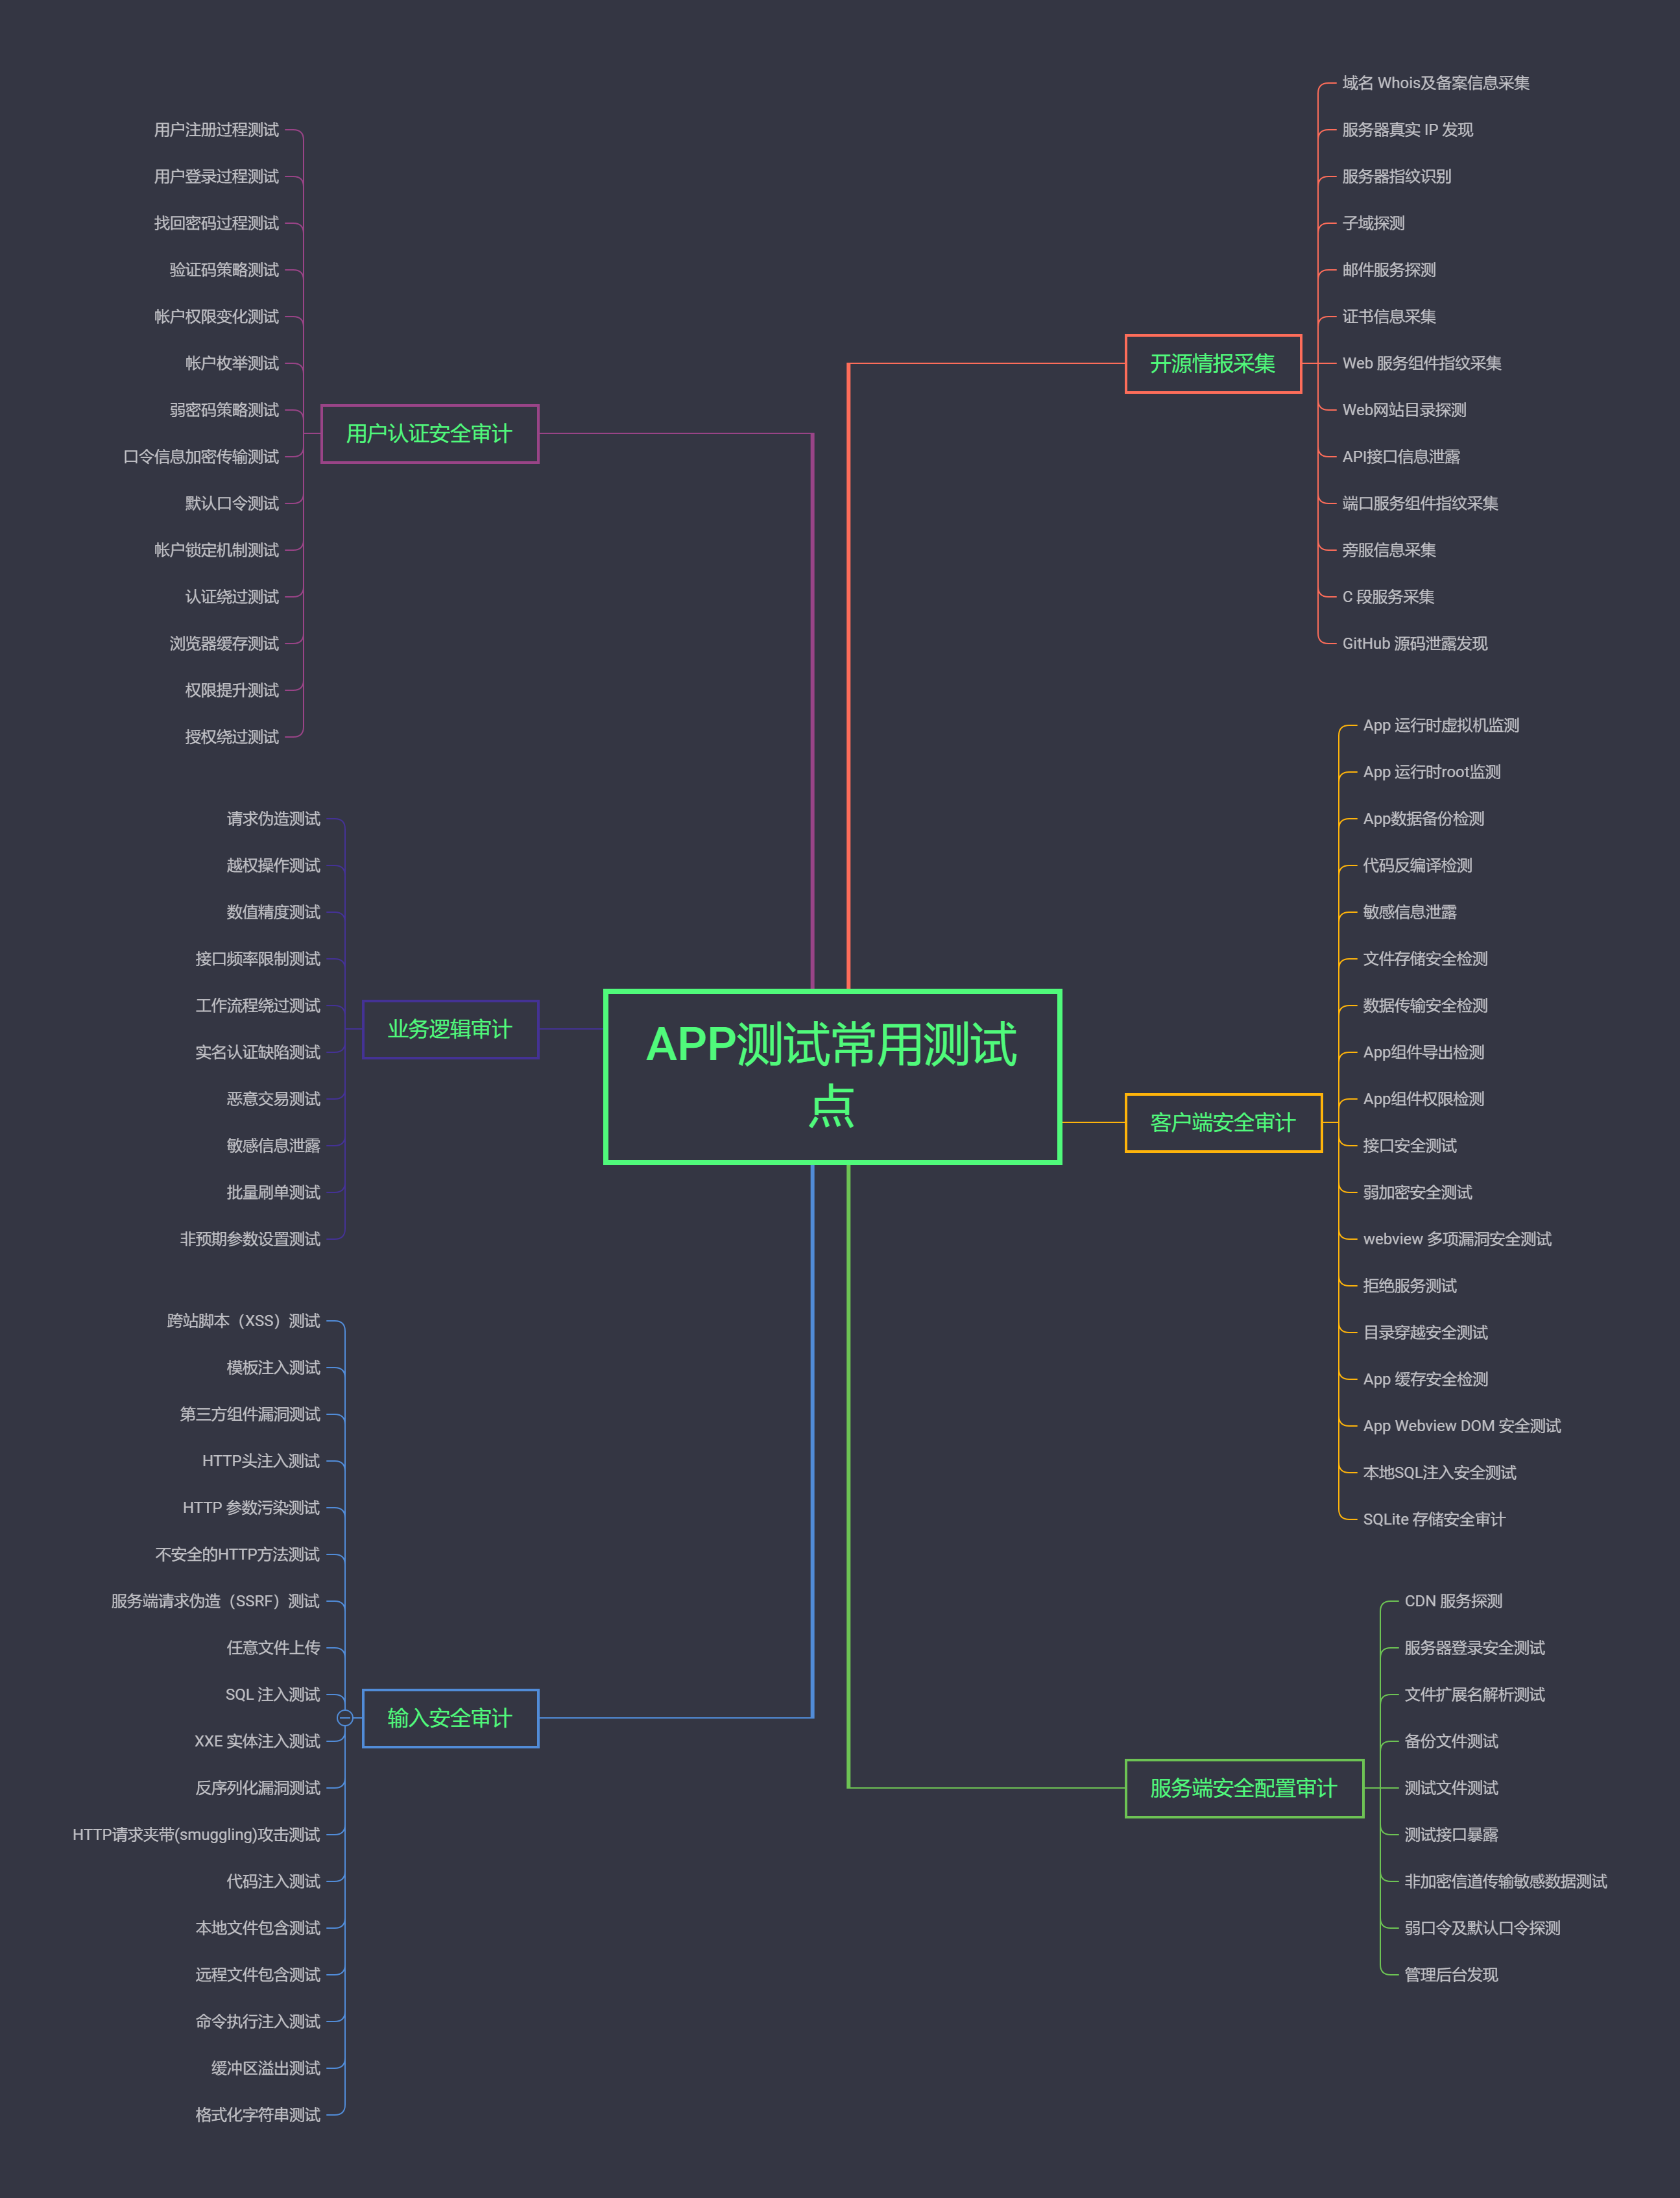 APP测试常用测试
点
开源情报采集
域名 Whois及备案信息采集
服务器真实 IP 发现
服务器指纹识别
子域探测
邮件服务探测
证书信息采集
Web 服务组件指纹采集
Web网站目录探测
API接口信息泄露
端口服务组件指纹采集
旁服信息采集
C 段服务采集
GitHub 源码泄露发现
客户端安全审计
App 运行时虚拟机监测
App 运行时root监测
App数据备份检测
代码反编译检测
敏感信息泄露
文件存储安全检测
数据传输安全检测
App组件导出检测
App组件权限检测
接口安全测试
弱加密安全测试
webview 多项漏洞安全测试
拒绝服务测试
目录穿越安全测试
App 缓存安全检测
App Webview DOM 安全测试
本地SQL注入安全测试
SQLite 存储安全审计
服务端安全配置审计
CDN 服务探测
服务器登录安全测试
文件扩展名解析测试
备份文件测试
测试文件测试
测试接口暴露
非加密信道传输敏感数据测试
弱口令及默认口令探测
管理后台发现
用户认证安全审计
用户注册过程测试
用户登录过程测试
找回密码过程测试
验证码策略测试
帐户权限变化测试
帐户枚举测试
弱密码策略测试
口令信息加密传输测试
默认口令测试
帐户锁定机制测试
认证绕过测试
浏览器缓存测试
权限提升测试
授权绕过测试
业务逻辑审计
请求伪造测试
越权操作测试
数值精度测试
接口频率限制测试
工作流程绕过测试
实名认证缺陷测试
恶意交易测试
敏感信息泄露
批量刷单测试
非预期参数设置测试
输入安全审计
跨站脚本（XSS）测试
模板注入测试
第三方组件漏洞测试
HTTP头注入测试
HTTP 参数污染测试
不安全的HTTP方法测试
服务端请求伪造（SSRF）测试
任意文件上传
SQL 注入测试
XXE 实体注入测试
反序列化漏洞测试
HTTP请求夹带(smuggling)攻击测试
代码注入测试
本地文件包含测试
远程文件包含测试
命令执行注入测试
缓冲区溢出测试
格式化字符串测试